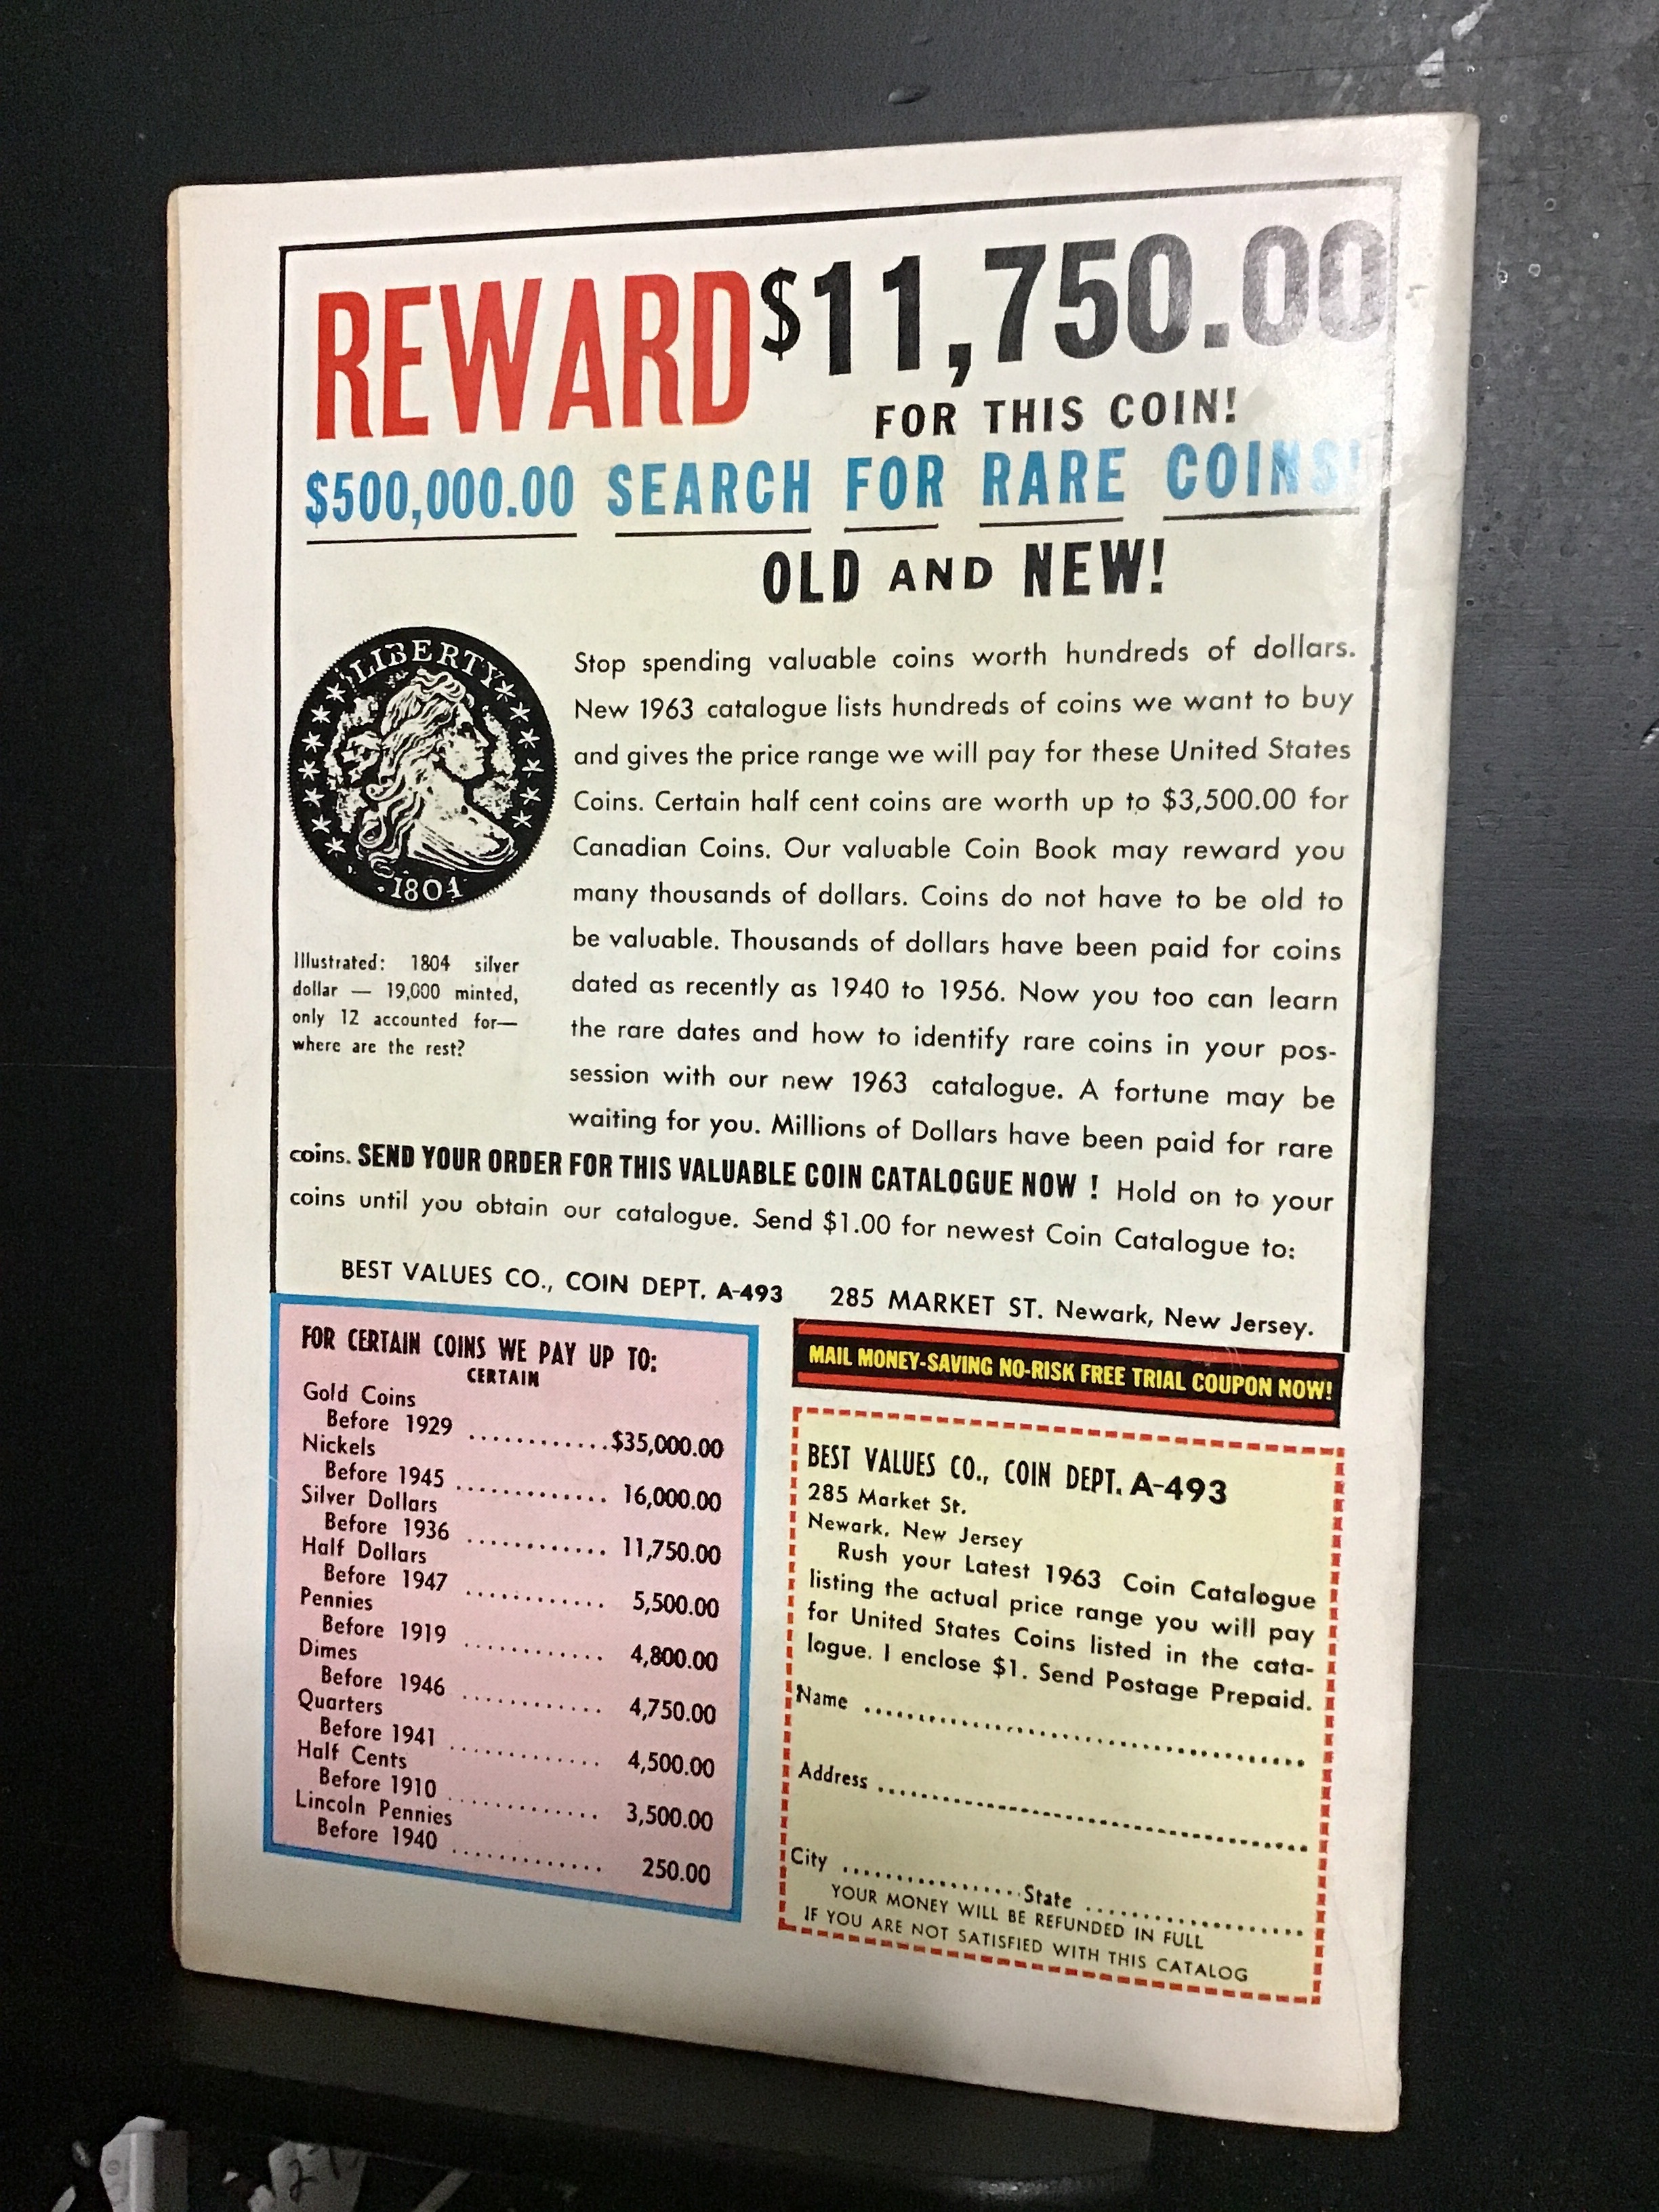 REWARD $11,750.00
FOR THIS COIN!
$500,000.00 SEARCH FOR RARE COINS!
OLD AND NEW!
LIBERTY
1804
Illustrated: 1804 silver
dollar — 19,000 minted,
only 12 accounted for—
where are the rest?
Stop spending valuable coins worth hundreds of dollars.
New 1963 catalogue lists hundreds of coins we want to buy
and gives the price range we will pay for these United States
Coins. Certain half cent coins are worth up to $3,500.00 for
Canadian Coins. Our valuable Coin Book may reward you
many thousands of dollars. Coins do not have to be old to
be valuable. Thousands of dollars have been paid for coins
dated as recently as 1940 to 1956. Now you too can learn
the rare dates and how to identify rare coins in your pos-
session with our new 1963 catalogue. A fortune may be
waiting for you. Millions of Dollars have been paid for rare
coins. SEND YOUR ORDER FOR THIS VALUABLE COIN CATALOGUE NOW ! Hold on to your
coins until you obtain our catalogue. Send $1.00 for newest Coin Catalogue to:
BEST VALUES CO., COIN DEPT. A-493 285 MARKET ST. Newark, New Jersey.
FOR CERTAIN COINS WE PAY UP TO:
CERTAIN
Gold Coins
Before 1929 ............$35,000.00
Nickels
Before 1945 ............. 16,000.00
Silver Dollars
Before 1936 ............ 11,750.00
Half Dollars
Before 1947 ............ 5,500.00
Pennies
Before 1919 ............ 4,800.00
Dimes
Before 1946 ............ 4,750.00
Quarters
Before 1941 ............. 4,500.00
Half Cents
Before 1910 ............. 3,500.00
Lincoln Pennies
Before 1940 ............. 250.00
MAIL MONEY-SAVING NO-RISK FREE TRIAL COUPON NOW!
BEST VALUES CO., COIN DEPT. A-493
285 Market St.
Newark, New Jersey
Rush your Latest 1963 Coin Catalogue
listing the actual price range you will pay
for United States Coins listed in the cata-
logue. I enclose $1. Send Postage Prepaid.
Name ........................................
Address ........................................
City .................. State ....................
YOUR MONEY WILL BE REFUNDED IN FULL
IF YOU ARE NOT SATISFIED WITH THIS CATALOG